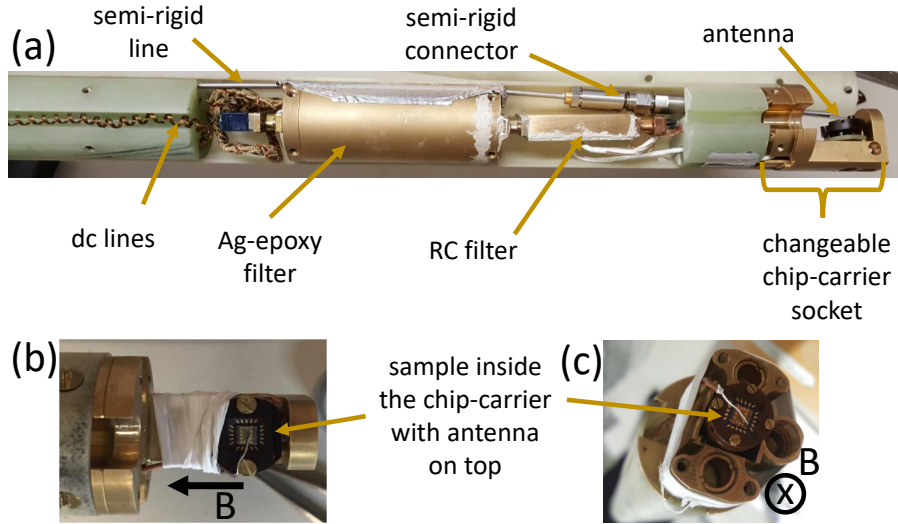 (a)
semi-rigid
line
semi-rigid
connector
antenna
dc lines
Ag-epoxy
filter
RC filter
changeable
chip-carrier
socket
(b)
sample inside
the chip-carrier
with antenna
on top
(c)
B
B
X